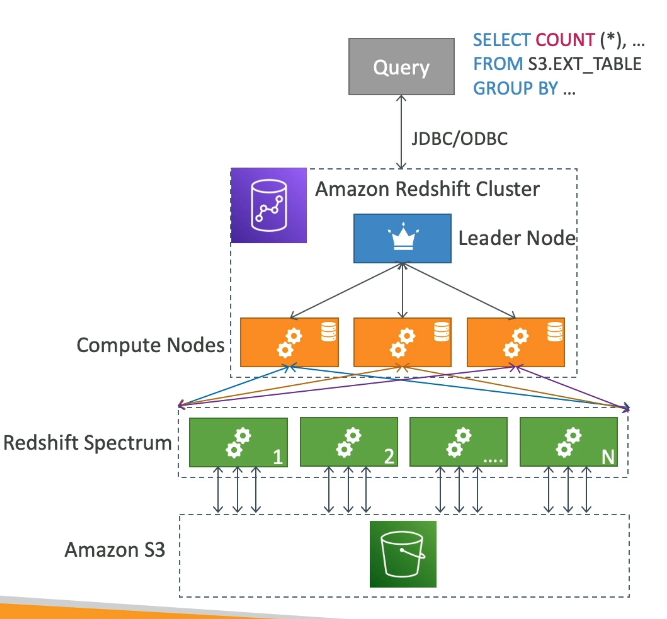 Query
SELECT COUNT (*), ...
FROM S3.EXT_TABLE
GROUP BY ...
JDBC/ODBC
Amazon Redshift Cluster
Leader Node
Compute Nodes
Redshift Spectrum
1
2
....
N
Amazon S3